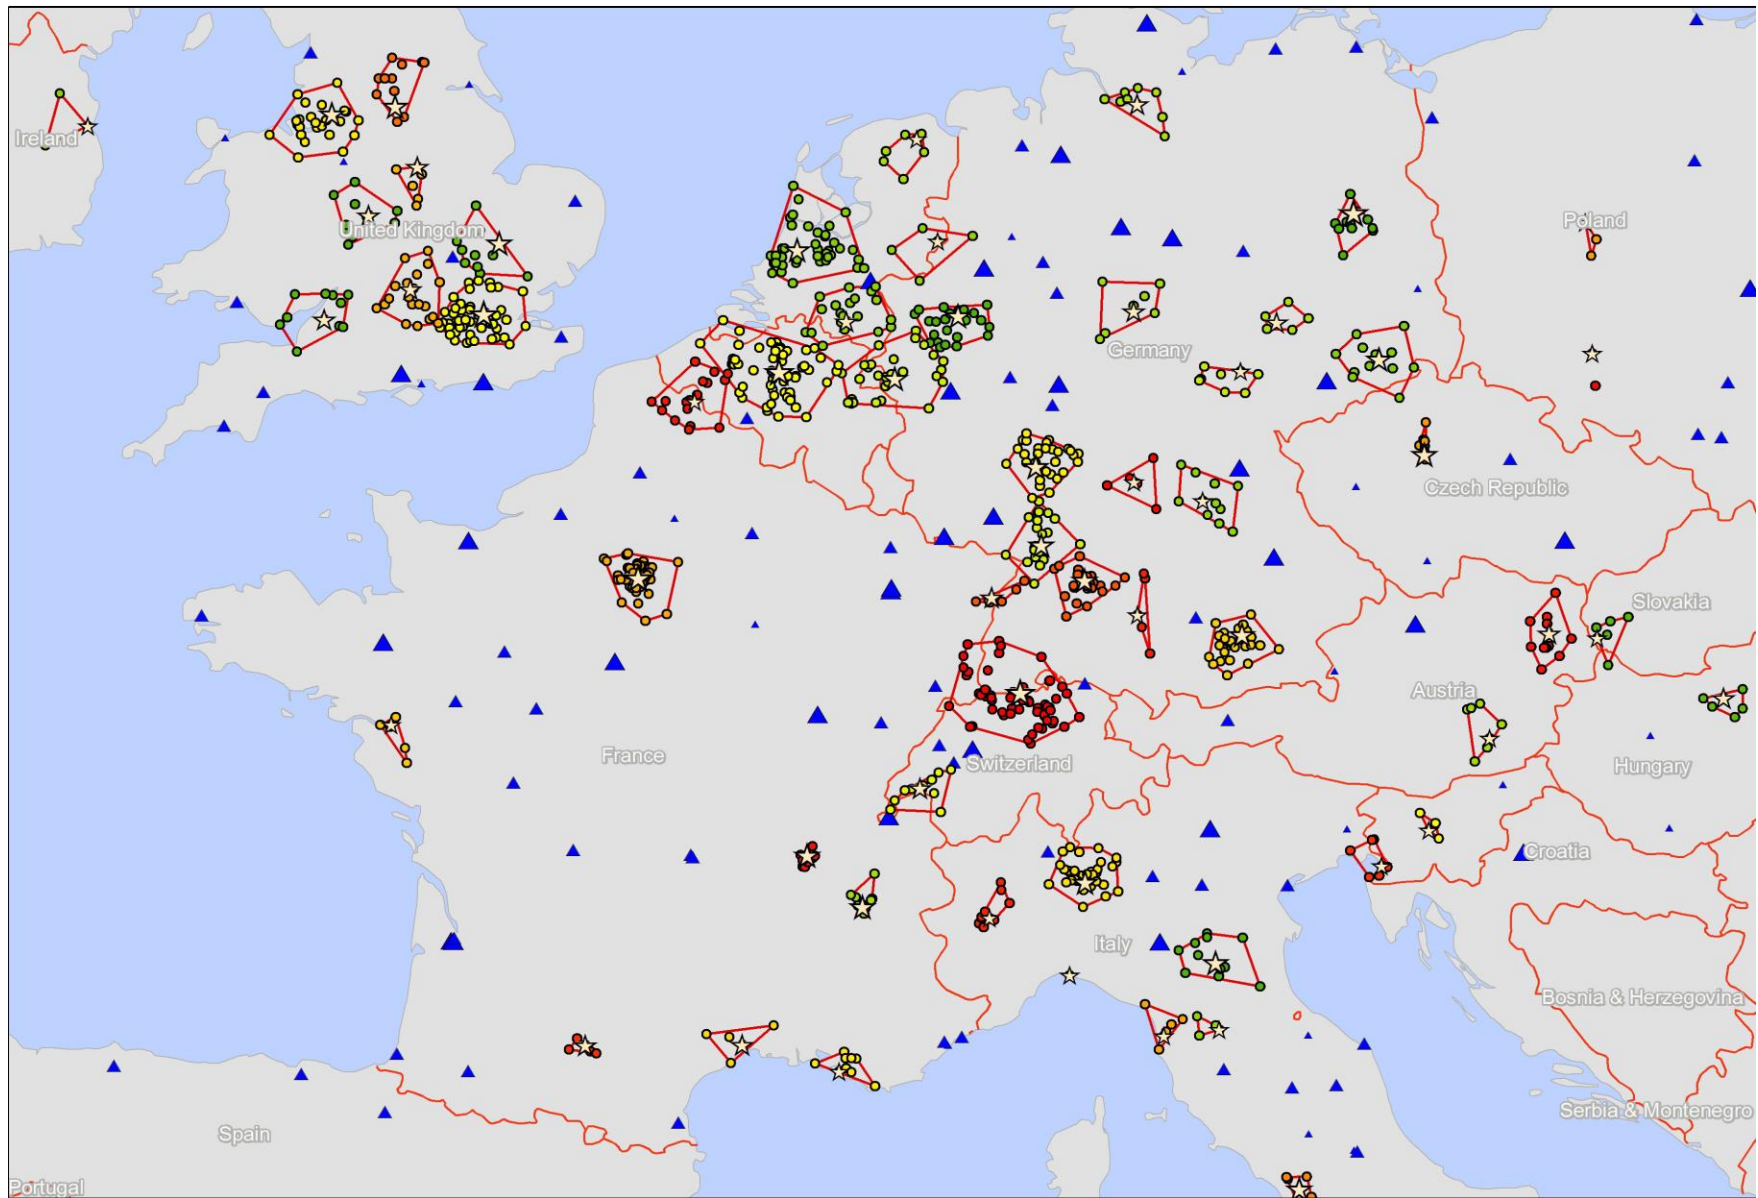 Ireland
United Kingdom
Poland
Germany
Czech Republic
Slovakia
Austria
France
Switzerland
Hungary
Croatia
Italy
Bosnia & Herzegovina
Serbia & Montenegro
Spain
Portugal